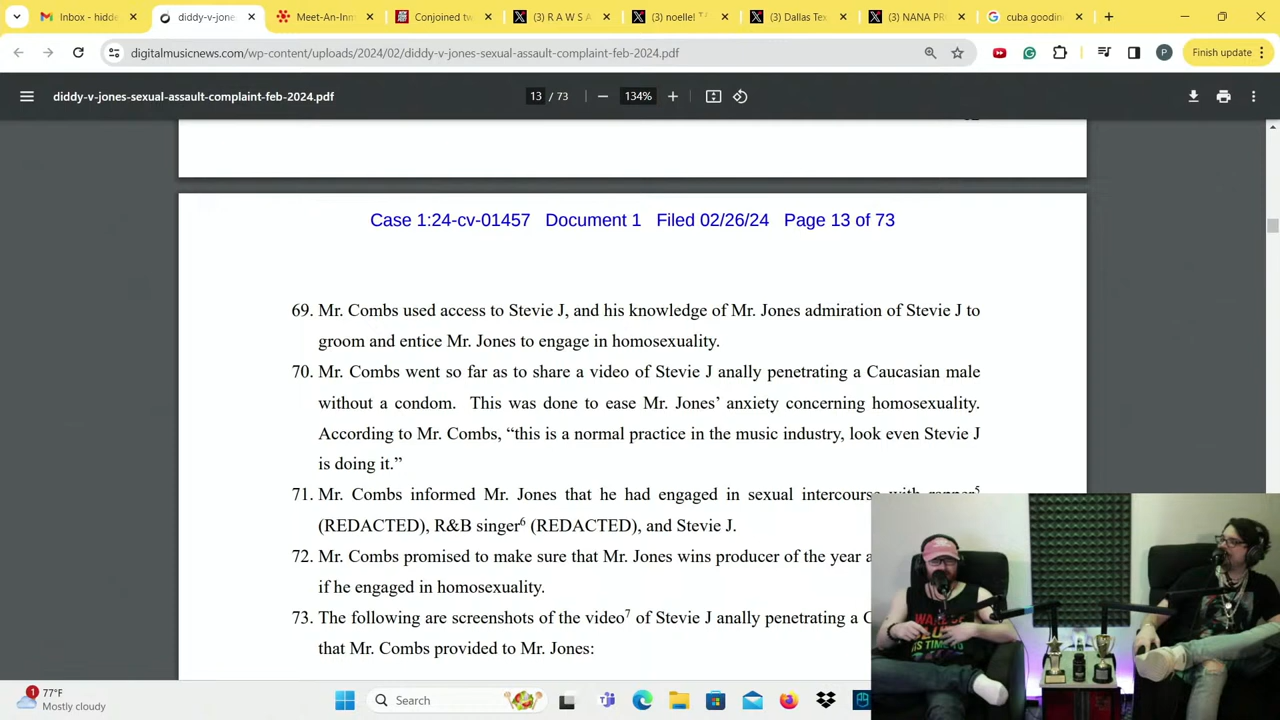 Inbox - hidde
diddy-v-jone
Meet-An-Inm
Conjoined tw
(3) R A W S A
(3) noelle!
(3) Dallas Tex
(3) NANA PR
cuba goodin
digitalmusicnews.com/wp-content/uploads/2024/02/diddy-v-jones-sexual-assault-complaint-feb-2024.pdf
P
Finish update
diddy-v-jones-sexual-assault-complaint-feb-2024.pdf
13 / 73
134%
Case 1:24-cv-01457 Document 1 Filed 02/26/24 Page 13 of 73
69. Mr. Combs used access to Stevie J, and his knowledge of Mr. Jones admiration of Stevie J to
groom and entice Mr. Jones to engage in homosexuality.
70. Mr. Combs went so far as to share a video of Stevie J anally penetrating a Caucasian male
without a condom. This was done to ease Mr. Jones’ anxiety concerning homosexuality.
According to Mr. Combs, “this is a normal practice in the music industry, look even Stevie J
is doing it.”
71. Mr. Combs informed Mr. Jones that he had engaged in sexual intercourse with rapper5
(REDACTED), R&B singer6 (REDACTED), and Stevie J.
72. Mr. Combs promised to make sure that Mr. Jones wins producer of the year a
if he engaged in homosexuality.
73. The following are screenshots of the video7 of Stevie J anally penetrating a C
that Mr. Combs provided to Mr. Jones:
1
77°F
Mostly cloudy
Search